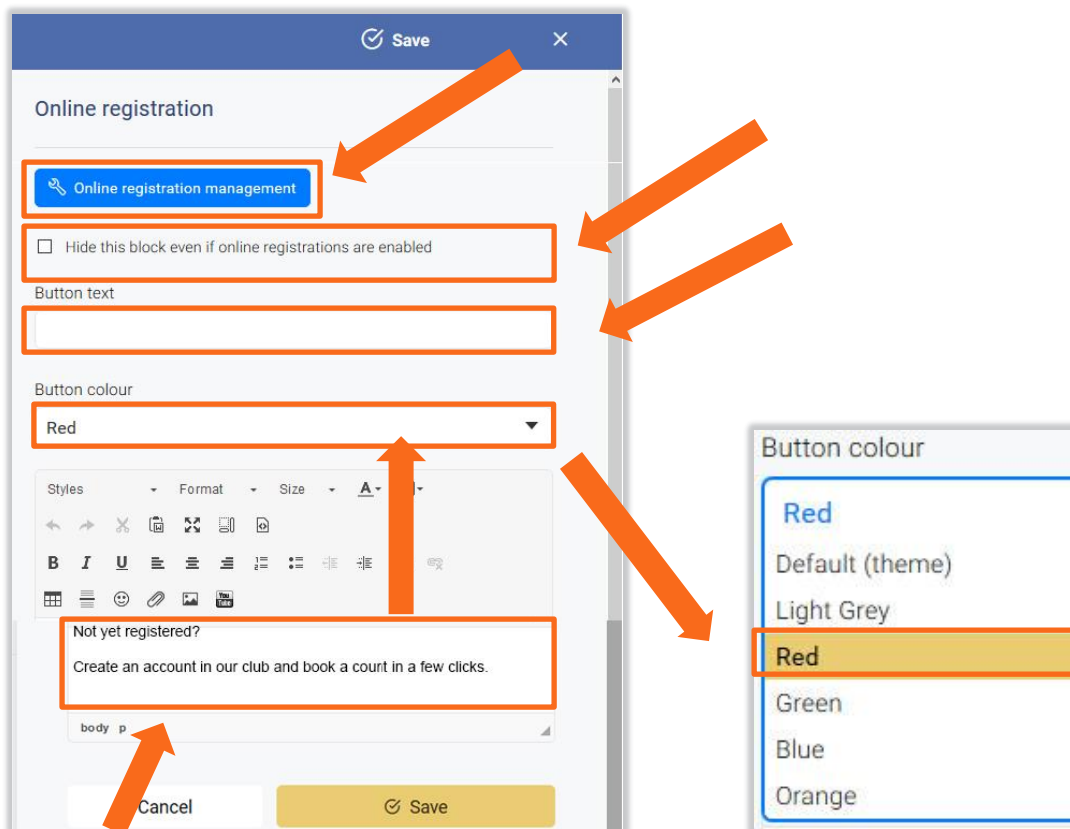 Save
Online registration
Online registration management
Hide this block even if online registrations are enabled
Button text
Button colour
Red
Styles Format Size A
B I U
You Tube
Not yet registered?
Create an account in our club and book a court in a few clicks.
body p
Cancel Save
Button colour
Red
Default (theme)
Light Grey
Red
Green
Blue
Orange